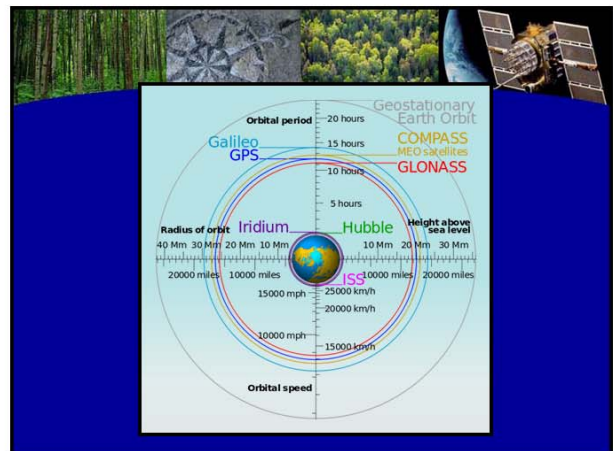 Geostationary
Earth Orbit
Orbital period
20 hours
Galileo
15 hours
COMPASS
MEO satellites
GPS
GLONASS
10 hours
5 hours
Radius of orbit
Iridium
Hubble
Height above
sea level
40 Mm 30 Mm 20 Mm 10 Mm
10 Mm 20 Mm 30 Mm
20000 miles 10000 miles
10000 miles 20000 miles
ISS
15000 mph
25000 km/h
20000 km/h
10000 mph
15000 km/h
Orbital speed